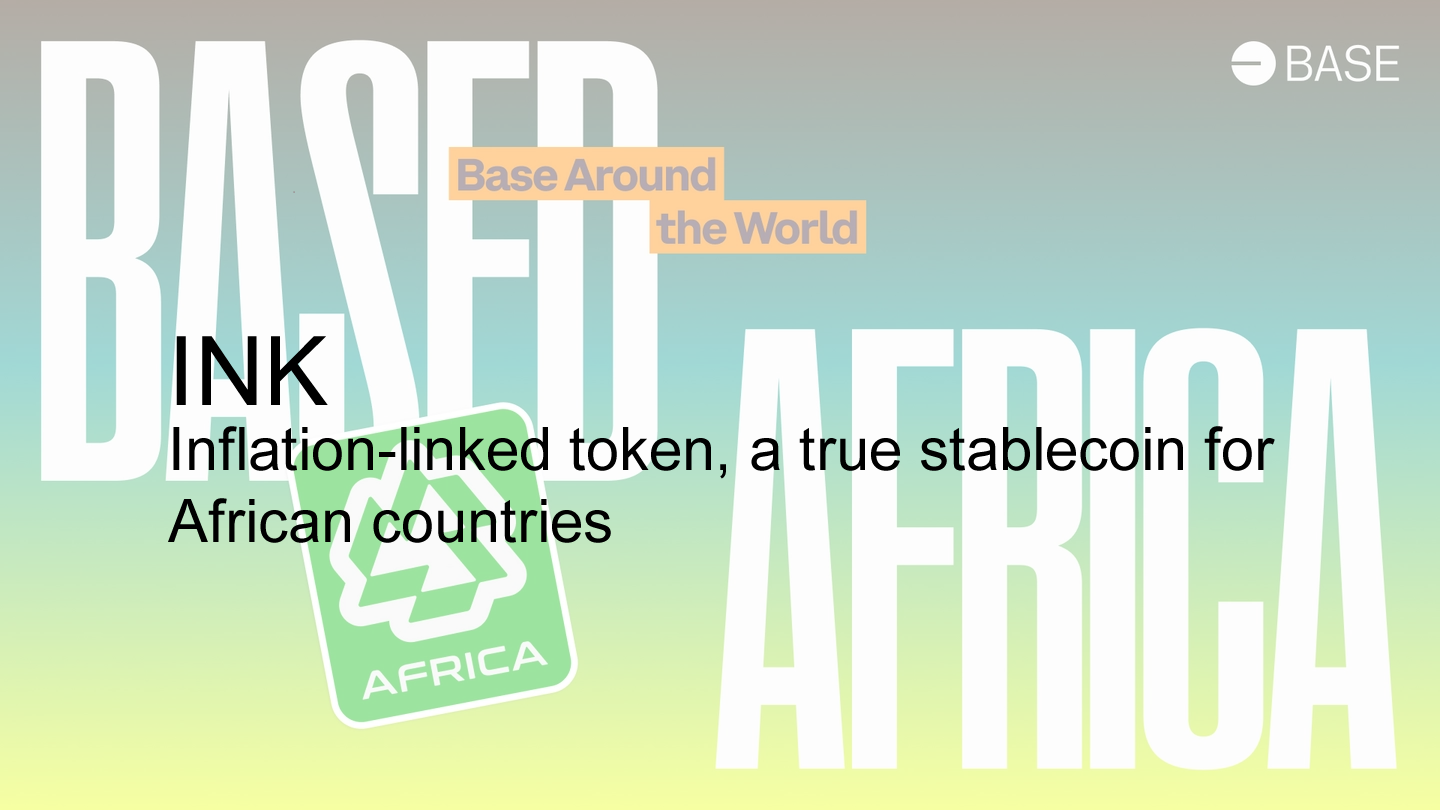 BASED
BASE
Base Around
the World
INK
Inflation-linked token, a true stablecoin for
African countries
AFRICA
AFRICA